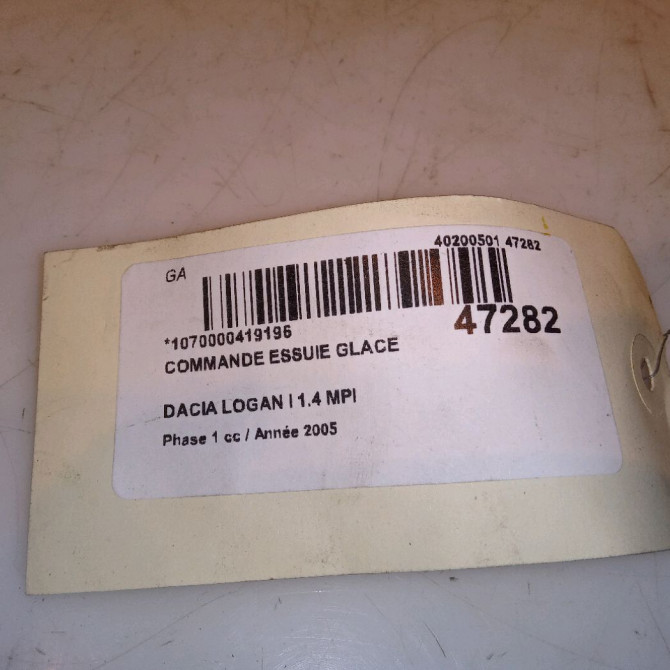 40200501 47282
GA
47282
*1070000419196
COMMANDE ESSUIE GLACE
DACIA LOGAN I 1.4 MPI
Phase 1 cc / Année 2005